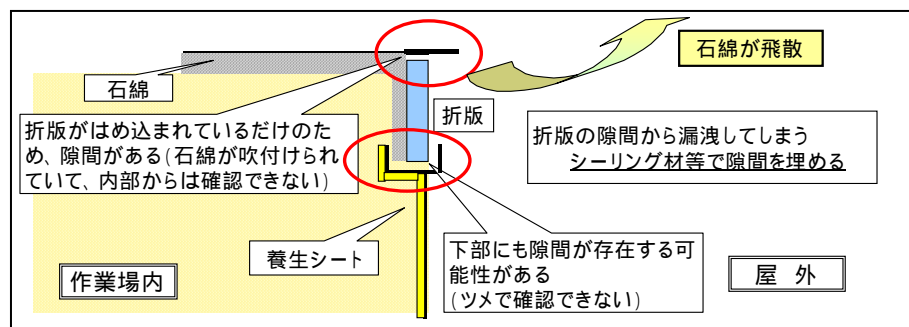 石綿が飛散
石綿
折版
折版がはめ込まれているだけのた
め、隙間がある（石綿が吹付けられ
ていて、内部からは確認できない）
折版の隙間から漏洩してしまう
シーリング材等で隙間を埋める
養生シート
下部にも隙間が存在する可
能性がある
（ツメで確認できない）
作業場内
屋 外